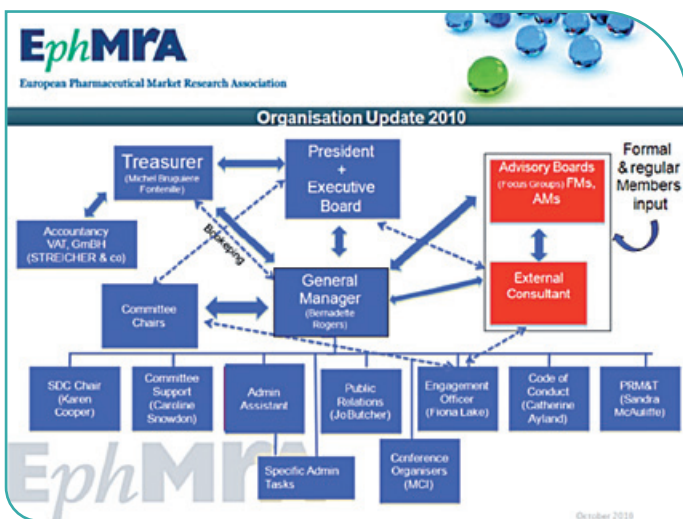 EphMRA
European Pharmaceutical Market Research Association
Organisation Update 2010
Treasurer
(Michel Bruguiere
Fontenille)
President
+
Executive
Board
Advisory Boards
(Focus Groups) FMs,
AMs
Formal
& regular
Members
input
Accountancy
VAT, GmBH
(STREICHER & co)
Bookeping
General
Manager
(Bernadette
Rogers)
External
Consultant
Committee
Chairs
SDC Chair
(Karen
Cooper)
Committee
Support
(Caroline
Snowdon)
Admin
Assistant
Public
Relations
(Jo Butcher)
Engagement
Officer
(Fiona Lake)
Code of
Conduct
(Catherine
Ayland)
PRM&T
(Sandra
McAuliffe)
Specific Admin
Tasks
Conference
Organisers
(MCI)
EphMRA
October 2010